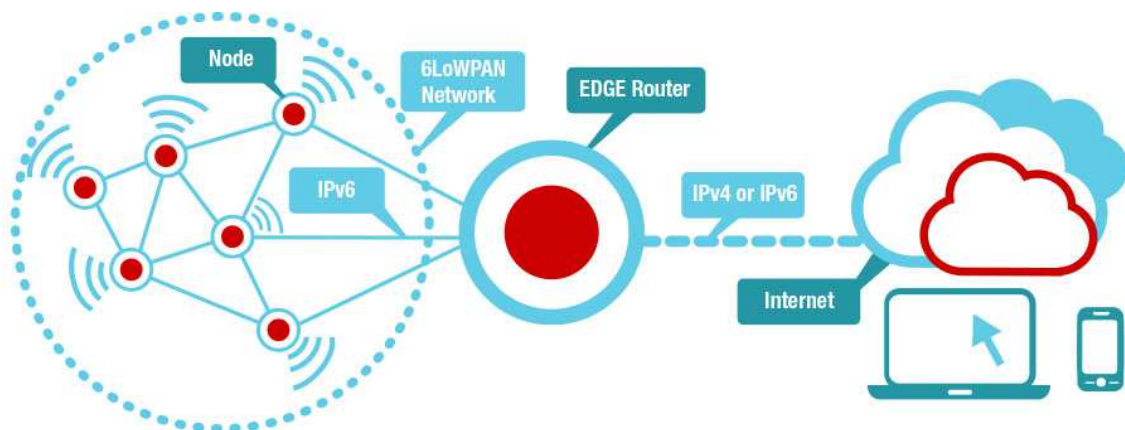 Node
6LoWPAN
Network
EDGE Router
IPv6
IPv4 or IPv6
Internet